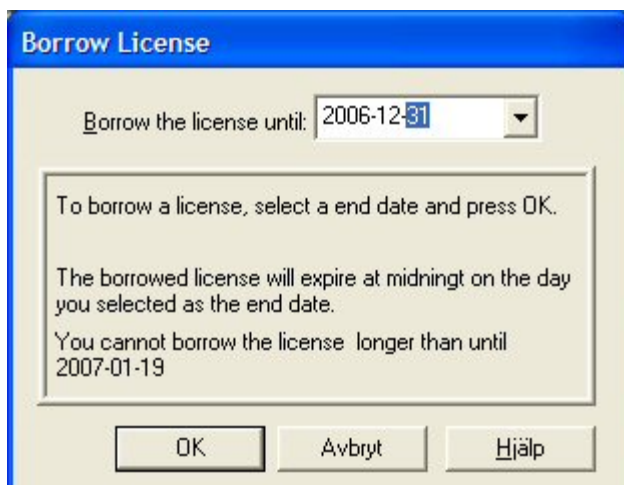 Borrow License
Borrow the license until: 2006-12-31
To borrow a license, select a end date and press OK.
The borrowed license will expire at midningt on the day
you selected as the end date.
You cannot borrow the license longer than until
2007-01-19
OK Avbryt Hjälp